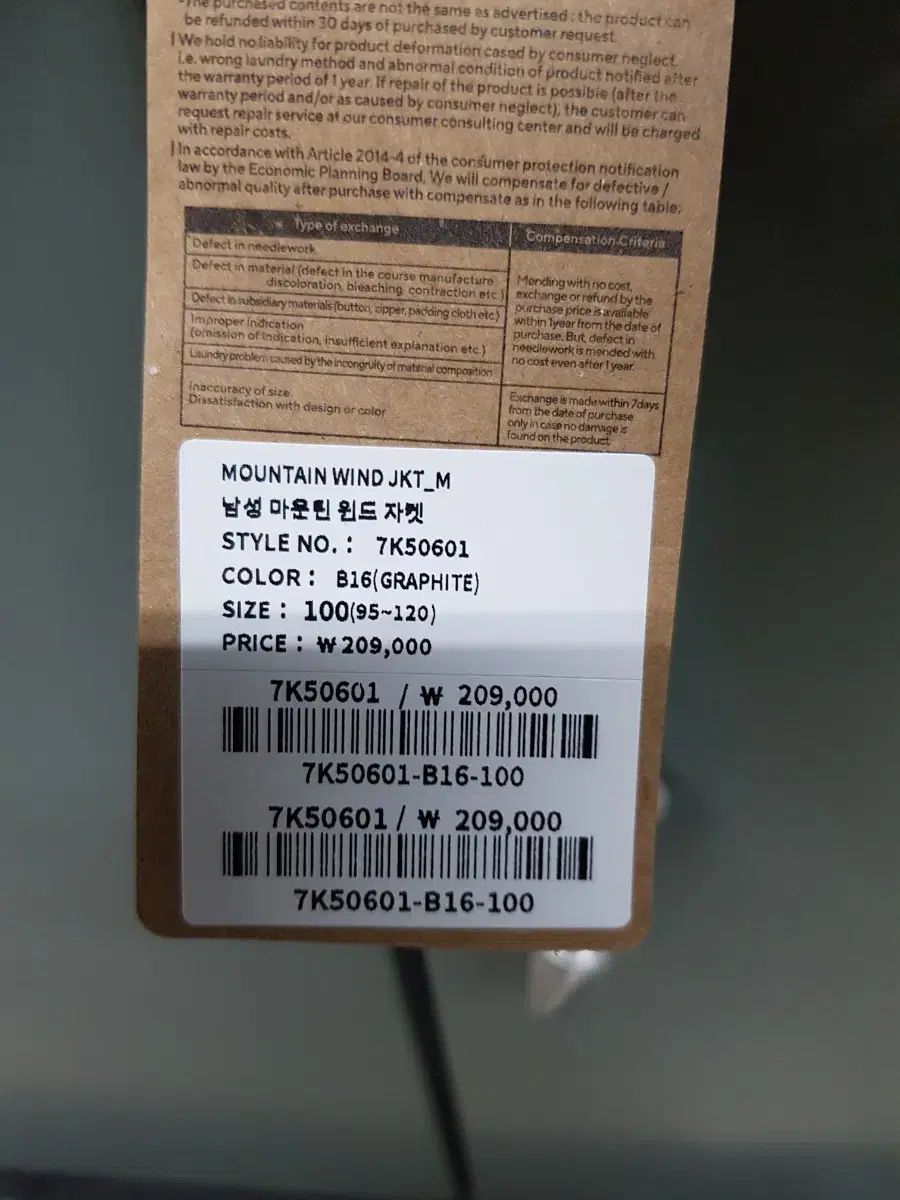 -The purchased contents are not the same as advertised : the product can
be refunded within 30 days of purchased by customer request.
| We hold no liability for product deformation cased by consumer neglect.
i.e. wrong laundry method and abnormal condition of product notified after
the warranty period of 1 year. If repair of the product is possible (after the
warranty period and/or as caused by consumer neglect), the customer can
request repair service at our consumer consulting center and will be charged
with repair costs.
| In accordance with Article 2014-4 of the consumer protection notification
law by the Economic Planning Board. We will compensate for defective /
abnormal quality after purchase with compensate as in the following table;
Type of exchange
Compensation Criteria
Defect in needlework
Defect in material (defect in the course manufacture
discoloration, bleaching, contraction etc.)
Defect in subsidiary materials (button, zipper, padding cloth etc.)
Improper indication
(omission of indication, insufficient explanation etc.)
Laundry problem caused by the incongruity of material composition
Mending with no cost,
exchange or refund by the
purchase price is available
within 1year from the date of
purchase. But, defect in
needlework is mended with
no cost even after 1 year.
Inaccuracy of size.
Dissatisfaction with design or color
Exchange is made within 7days
from the date of purchase
only in case no damage is
found on the product.
MOUNTAIN WIND JKT_M
남성 마운틴 윈드 자켓
STYLE NO. : 7K50601
COLOR : B16(GRAPHITE)
SIZE : 100(95~120)
PRICE : ₩209,000
7K50601 / ₩ 209,000
7K50601-B16-100
7K50601 / ₩ 209,000
7K50601-B16-100